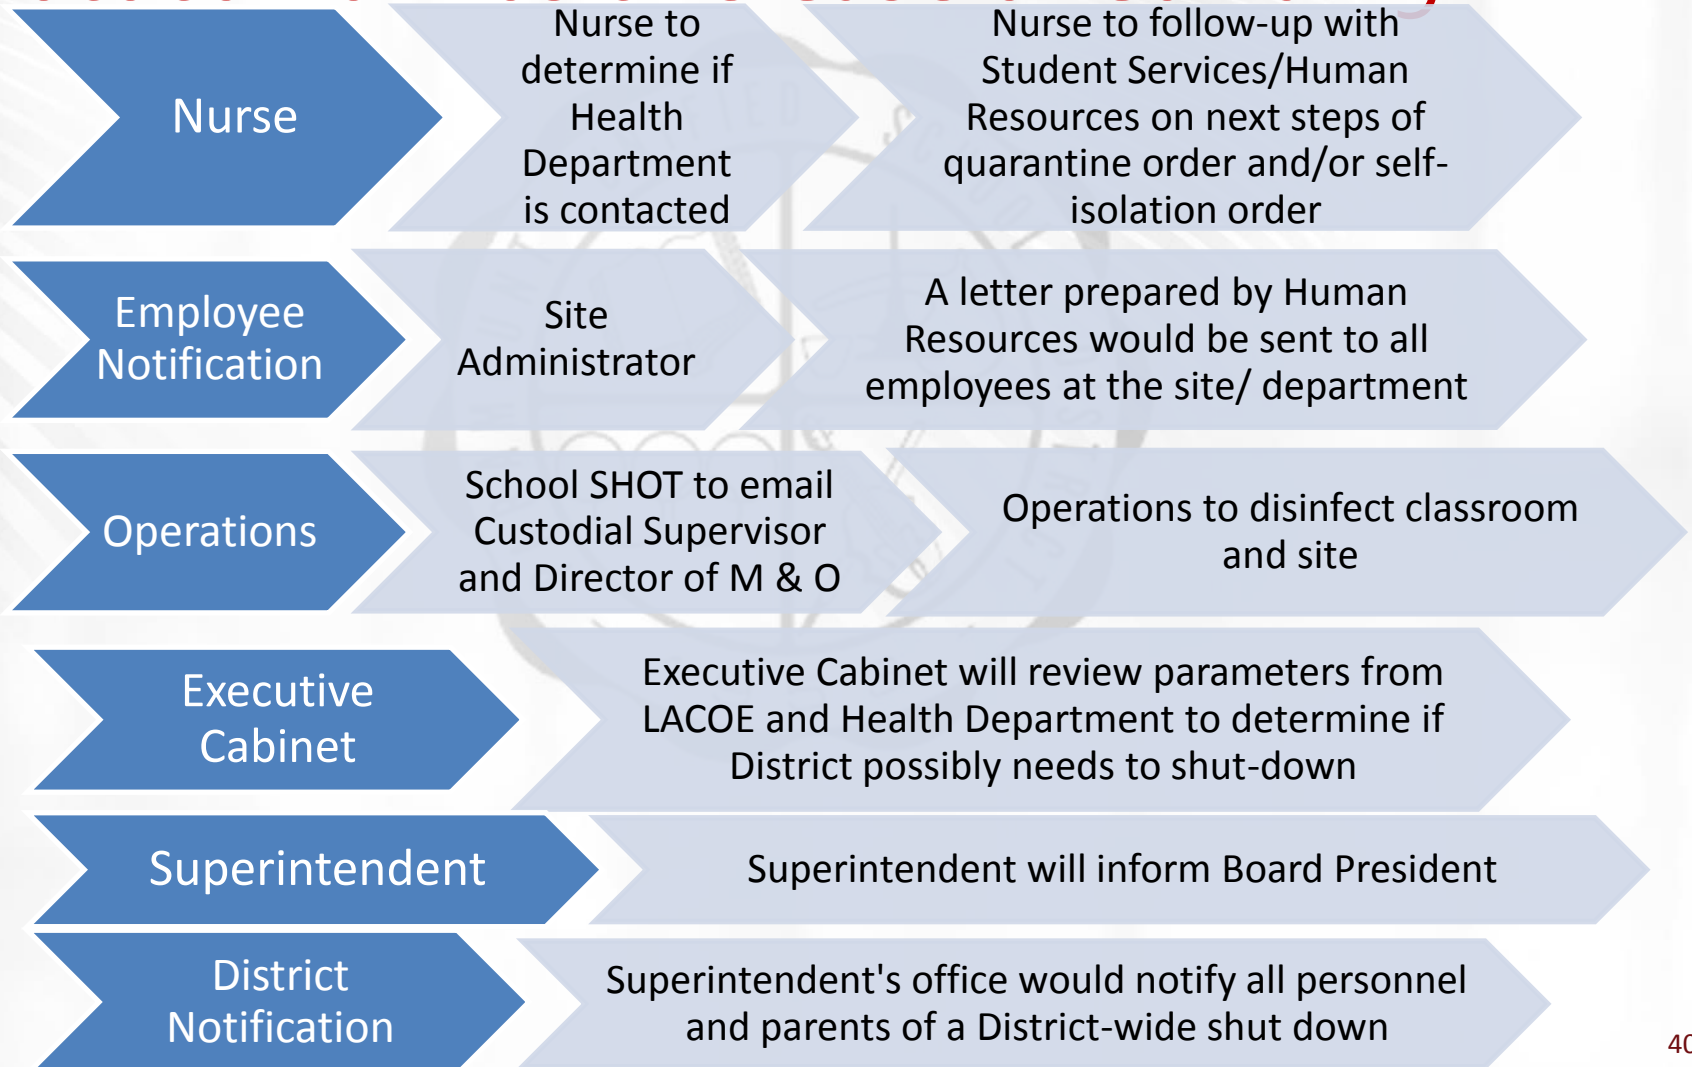 Nurse
Nurse to
determine if
Health
Department
is contacted
Nurse to follow-up with
Student Services/Human
Resources on next steps of
quarantine order and/or self-
isolation order
Employee
Notification
Site
Administrator
A letter prepared by Human
Resources would be sent to all
employees at the site/ department
Operations
School SHOT to email
Custodial Supervisor
and Director of M & O
Operations to disinfect classroom
and site
Executive
Cabinet
Executive Cabinet will review parameters from
LACOE and Health Department to determine if
District possibly needs to shut-down
Superintendent
Superintendent will inform Board President
District
Notification
Superintendent's office would notify all personnel
and parents of a District-wide shut down
40